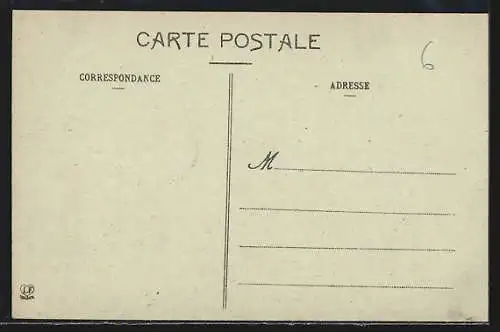 CARTE POSTALE
6
CORRESPONDANCE
ADRESSE
M